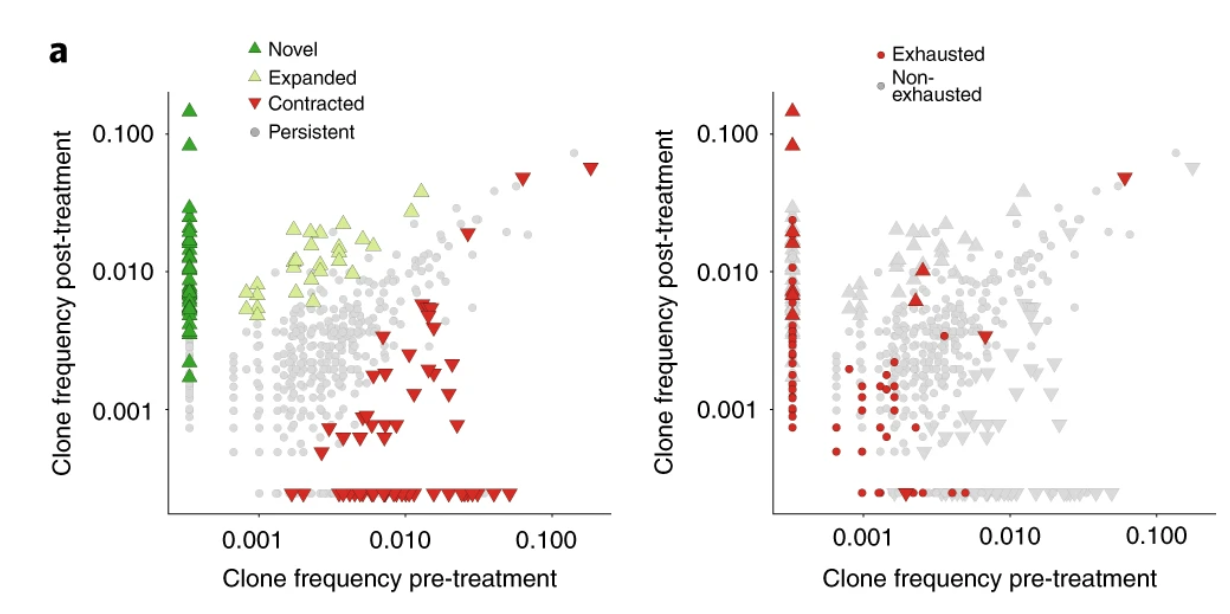 a
Novel
Expanded
Contracted
Persistent
Clone frequency post-treatment
0.100
0.010
0.001
0.001
0.010
0.100
Clone frequency pre-treatment
Exhausted
Non-
exhausted
Clone frequency post-treatment
0.100
0.010
0.001
0.001
0.010
0.100
Clone frequency pre-treatment